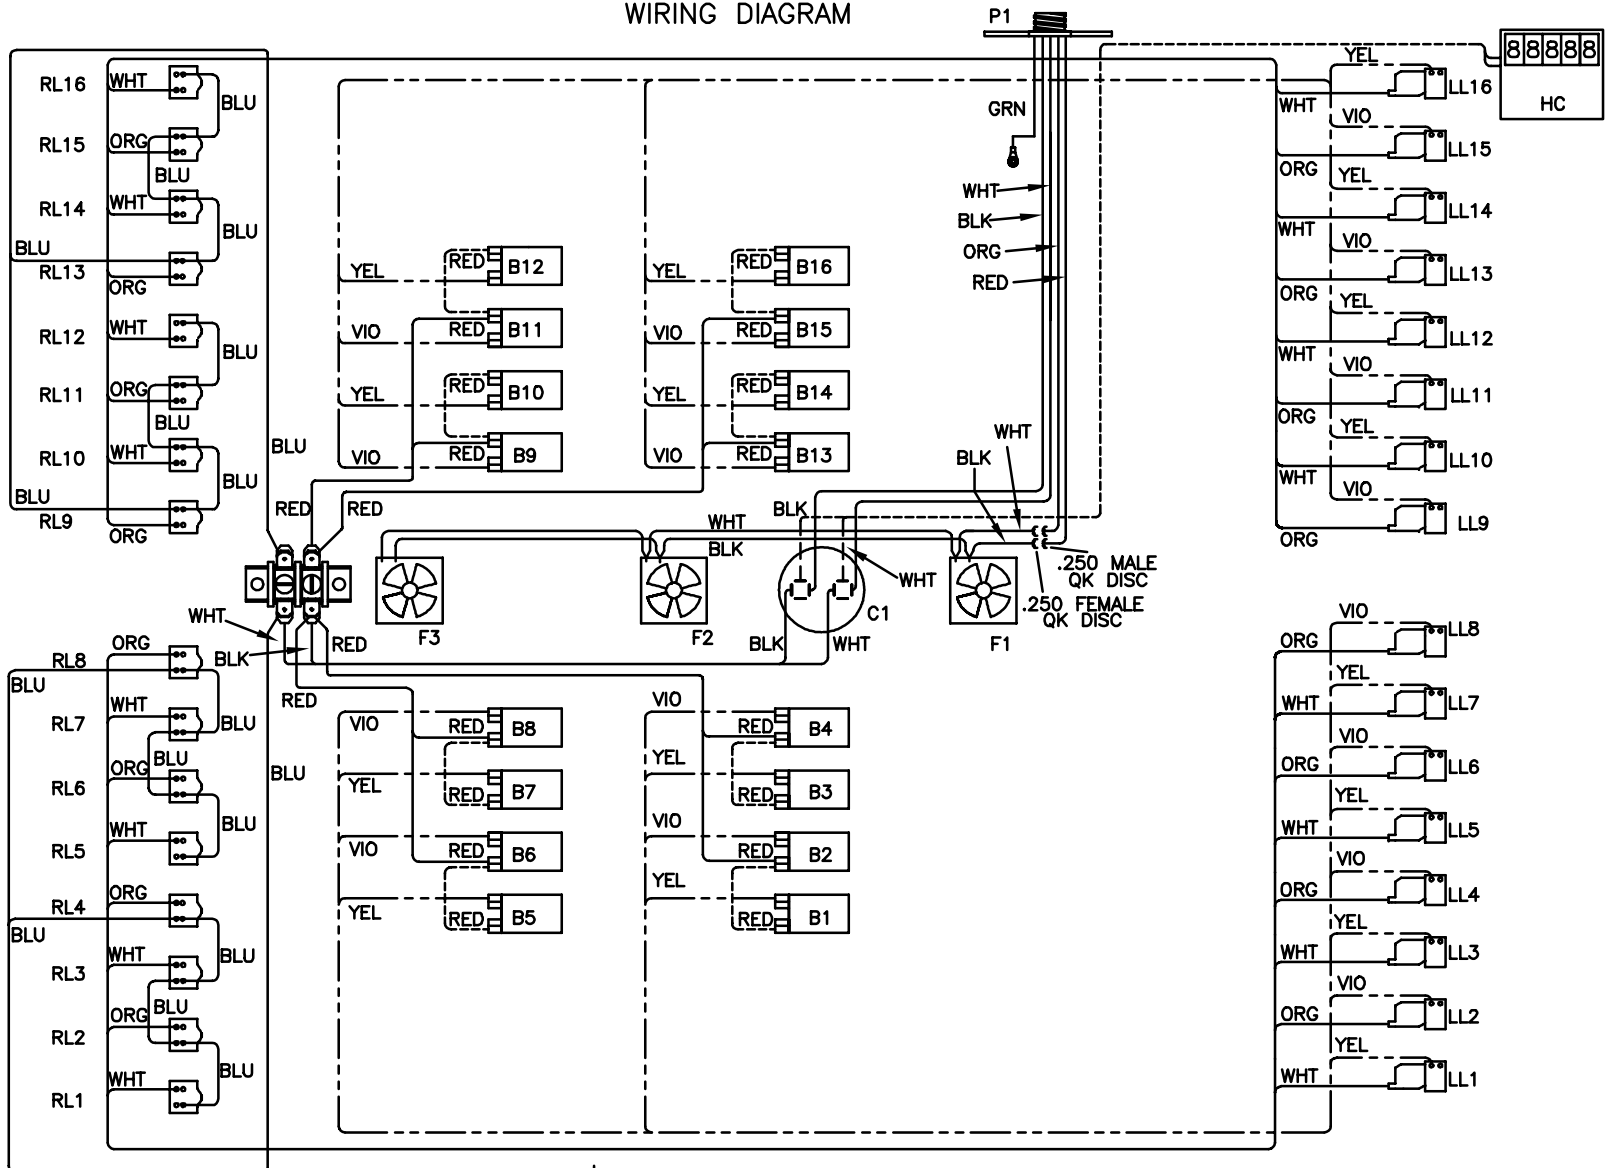 WIRING DIAGRAM
P1
88888
HC
GRN
WHT
BLK
ORG
RED
RL16
WHT
BLU
RL15
ORG
BLU
RL14
WHT
BLU
BLU
RL13
ORG
RL12
WHT
BLU
RL11
ORG
BLU
RL10
WHT
BLU
BLU
RL9
ORG
BLU
YEL
RED
B12
VIO
RED
B11
YEL
RED
B10
VIO
RED
B9
YEL
RED
B16
VIO
RED
B15
YEL
RED
B14
VIO
RED
B13
YEL
WHT
LL16
VIO
ORG
LL15
YEL
WHT
LL14
VIO
ORG
LL13
YEL
WHT
LL12
VIO
ORG
LL11
YEL
WHT
LL10
VIO
ORG
LL9
RED
RED
WHT
BLK
BLK
WHT
BLK
WHT
.250 MALE
QK DISC
.250 FEMALE
QK DISC
F3
F2
C1
F1
WHT
BLK
RED
BLK
WHT
RED
ORG
RL8
BLU
WHT
RL7
BLU
BLU
ORG
RL6
BLU
WHT
RL5
BLU
ORG
RL4
BLU
WHT
RL3
BLU
BLU
ORG
RL2
WHT
BLU
RL1
VIO
RED
B8
YEL
RED
B7
VIO
RED
B6
YEL
RED
B5
VIO
RED
B4
YEL
RED
B3
VIO
RED
B2
YEL
RED
B1
VIO
ORG
LL8
YEL
WHT
LL7
VIO
ORG
LL6
YEL
WHT
LL5
VIO
ORG
LL4
YEL
WHT
LL3
VIO
ORG
LL2
YEL
WHT
LL1